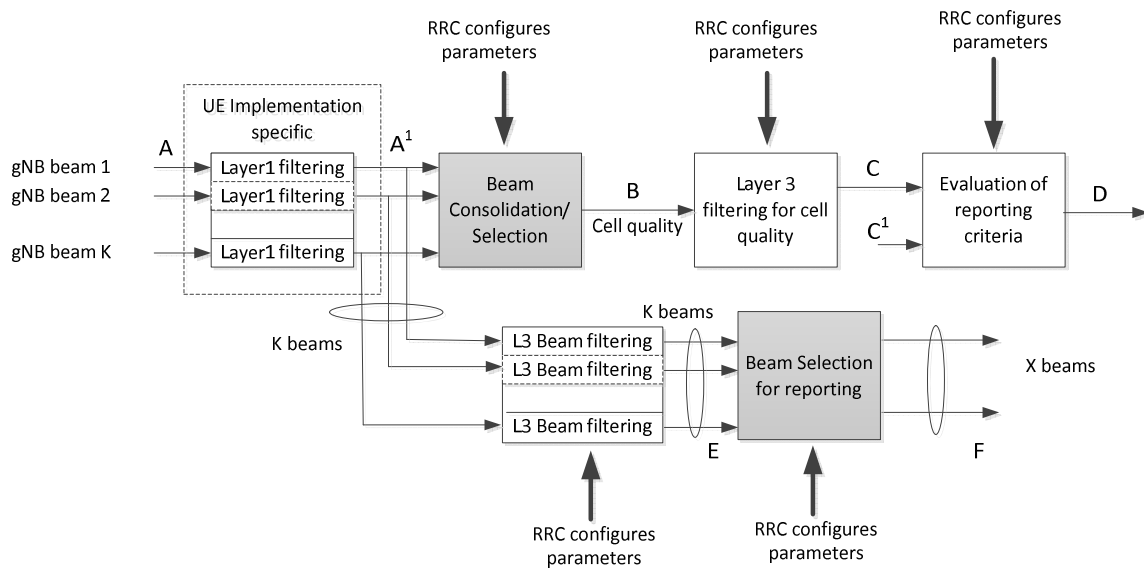 RRC configures
parameters
RRC configures
parameters
RRC configures
parameters
UE Implementation
specific
A
A¹
gNB beam 1
Layer1 filtering
gNB beam 2
Layer1 filtering
gNB beam K
Layer1 filtering
Beam
Consolidation/
Selection
B
Cell quality
Layer 3
filtering for cell
quality
C
C¹
Evaluation of
reporting
criteria
D
K beams
L3 Beam filtering
L3 Beam filtering
L3 Beam filtering
K beams
E
Beam Selection
for reporting
X beams
F
RRC configures
parameters
RRC configures
parameters